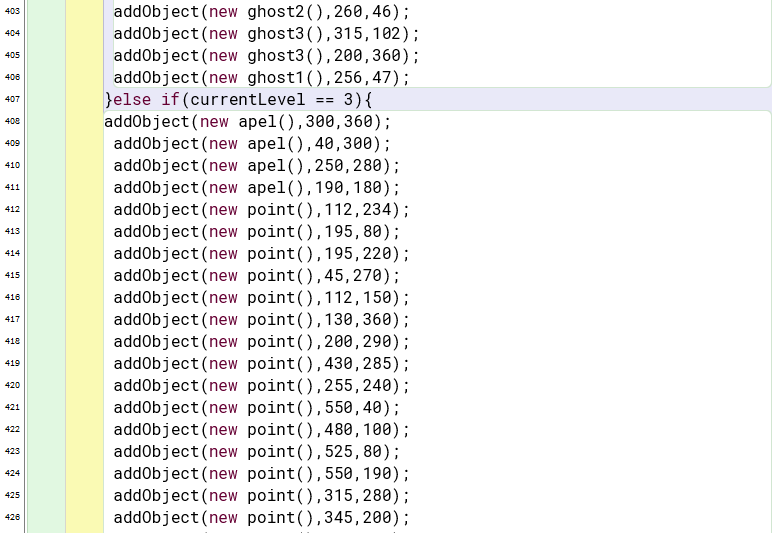 403 addObject(new ghost2(),260,46);
404 addObject(new ghost3(),315,102);
405 addObject(new ghost3(),200,360);
406 addObject(new ghost1(),256,47);
407 }else if(currentLevel == 3){
408 addObject(new apel(),300,360);
409 addObject(new apel(),40,300);
410 addObject(new apel(),250,280);
411 addObject(new apel(),190,180);
412 addObject(new point(),112,234);
413 addObject(new point(),195,80);
414 addObject(new point(),195,220);
415 addObject(new point(),45,270);
416 addObject(new point(),112,150);
417 addObject(new point(),130,360);
418 addObject(new point(),200,290);
419 addObject(new point(),430,285);
420 addObject(new point(),255,240);
421 addObject(new point(),550,40);
422 addObject(new point(),480,100);
423 addObject(new point(),525,80);
424 addObject(new point(),550,190);
425 addObject(new point(),315,280);
426 addObject(new point(),345,200);